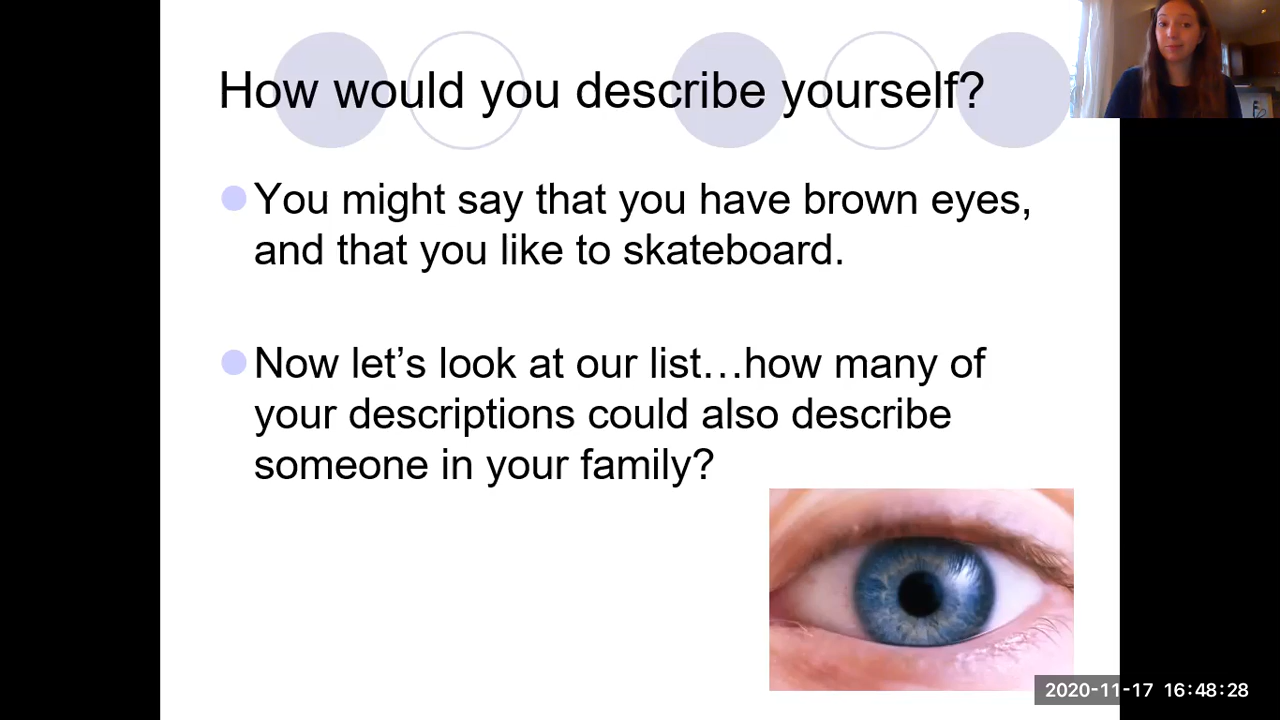 How would you describe yourself?
You might say that you have brown eyes,
and that you like to skateboard.
Now let’s look at our list…how many of
your descriptions could also describe
someone in your family?
2020-11-17 16:48:28